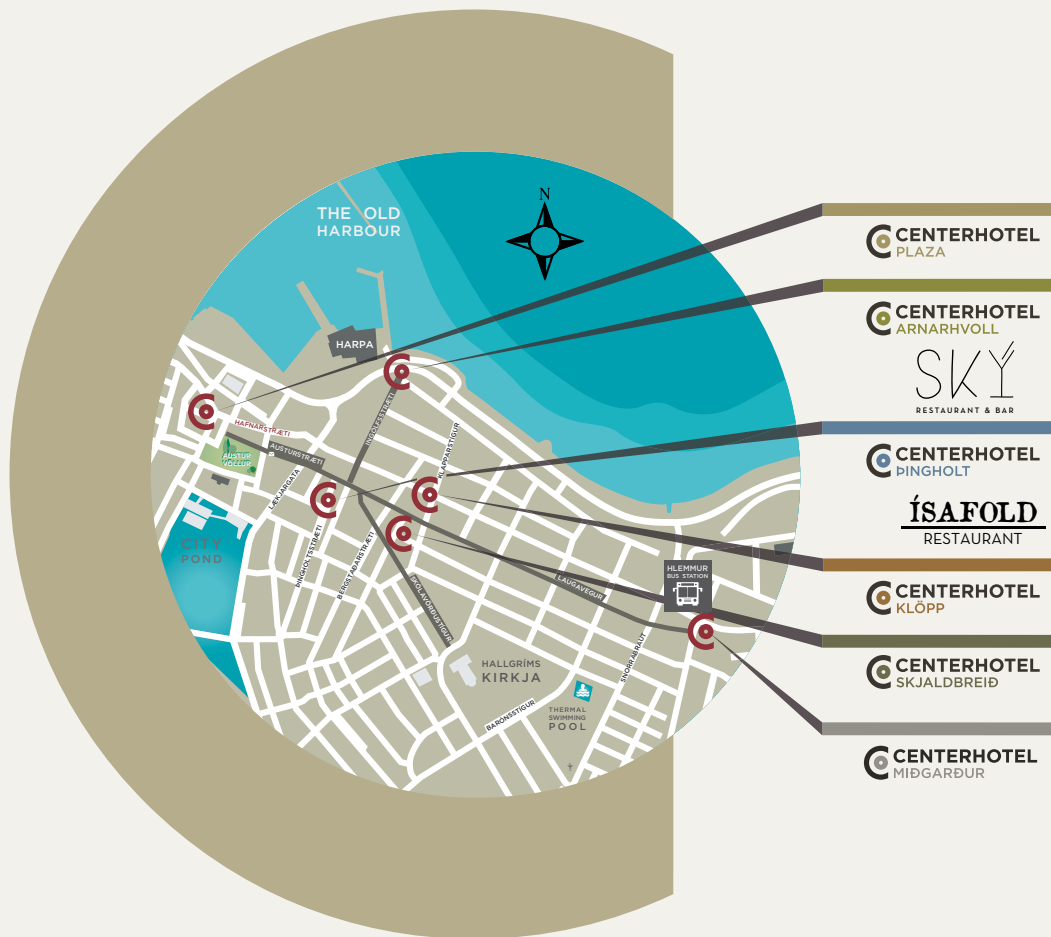 N
THE OLD
HARBOUR
HARPA
HAFNARSTRÆTI
AUSTURSTRÆTI
AUSTUR
VÖLLUR
INGÓLFSSTRÆTI
KLAPPARSTÍGUR
LÆKJARGATA
CITY
POND
ÞINGHOLTSSTRÆTI
BERGSTAÐARSTRÆTI
SKÓLAVÖRÐUSTÍGUR
LAUGAVEGUR
HLEMMUR
BUS STATION
SNORRABRAUT
HALLGRÍMS
KIRKJA
BARÓNSSTÍGUR
THERMAL
SWIMMING
POOL
CENTERHOTEL
PLAZA
CENTERHOTEL
ARNARHVOLL
SKÝ
RESTAURANT & BAR
CENTERHOTEL
ÞINGHOLT
ÍSAFOLD
RESTAURANT
CENTERHOTEL
KLÖPP
CENTERHOTEL
SKJALDBREIÐ
CENTERHOTEL
MIÐGARÐUR